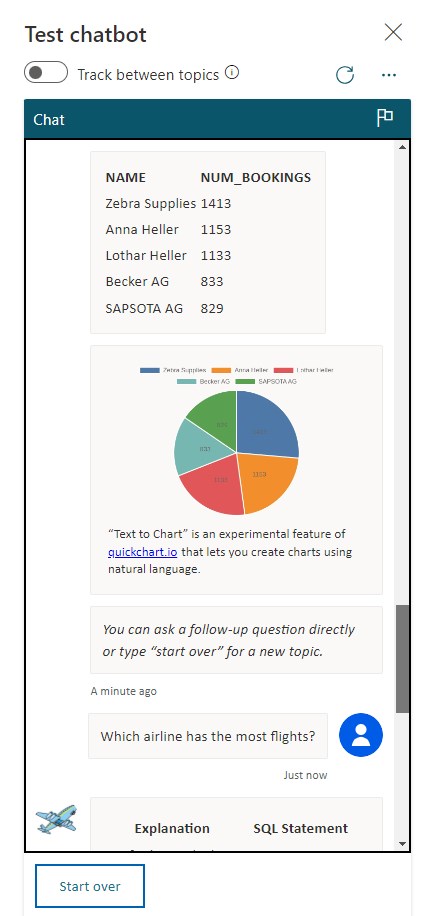 Test chatbot
Track between topics
Chat
NAME NUM_BOOKINGS
Zebra Supplies 1413
Anna Heller 1153
Lothar Heller 1133
Becker AG 833
SAPSOTA AG 829
Zebra Supplies Anna Heller Lothar Heller
Becker AG SAPSOTA AG
833
“Text to Chart” is an experimental feature of
quickchart.io that lets you create charts using
natural language.
You can ask a follow-up question directly
or type “start over” for a new topic.
A minute ago
Which airline has the most flights?
Just now
Explanation SQL Statement
Start over